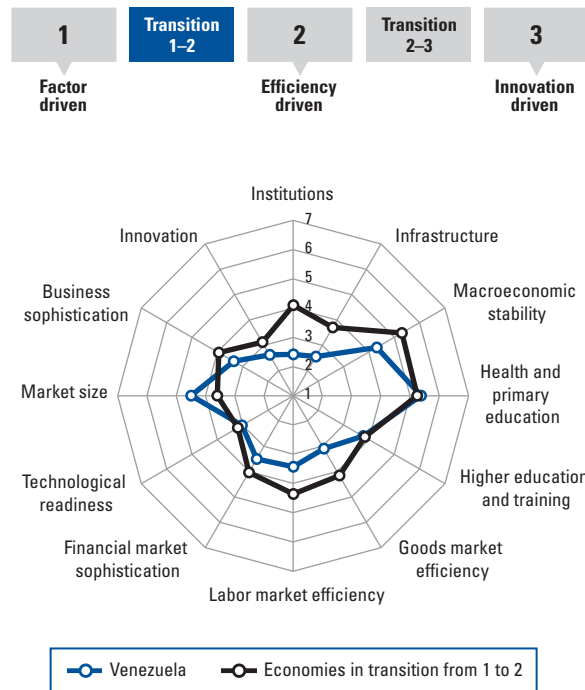 1
Transition
1–2
2
Transition
2–3
3
Factor
driven
Efficiency
driven
Innovation
driven
Institutions
7
Innovation
Infrastructure
6
5
Business
sophistication
Macroeconomic
stability
4
3
2
Market size
1
Health and
primary
education
Technological
readiness
Higher education
and training
Financial market
sophistication
Goods market
efficiency
Labor market efficiency
Venezuela
Economies in transition from 1 to 2